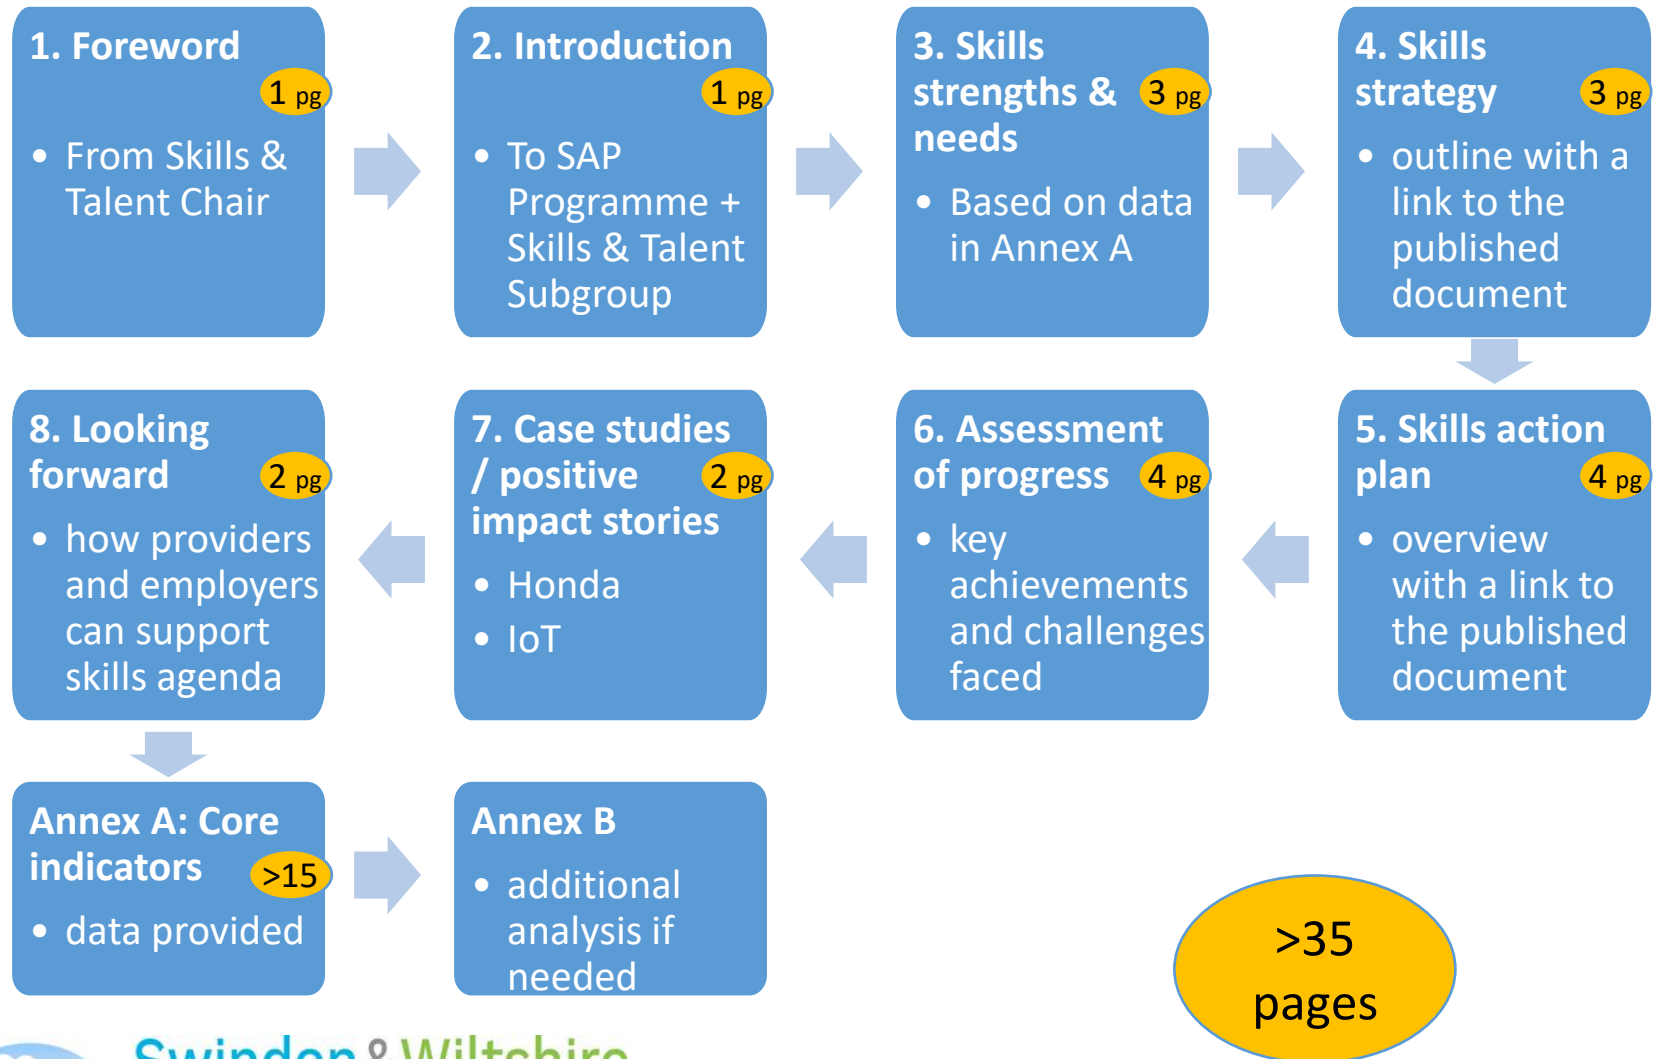 1. Foreword
1 pg
• From Skills &
Talent Chair
2. Introduction
1 pg
• To SAP
Programme +
Skills & Talent
Subgroup
3. Skills
strengths &
needs
3 pg
• Based on data
in Annex A
4. Skills
strategy
3 pg
• outline with a
link to the
published
document
5. Skills action
plan
4 pg
• overview
with a link to
the published
document
6. Assessment
of progress
4 pg
• key
achievements
and challenges
faced
7. Case studies
/ positive
impact stories
2 pg
• Honda
• IoT
8. Looking
forward
2 pg
• how providers
and employers
can support
skills agenda
Annex A: Core
indicators
>15
• data provided
Annex B
• additional
analysis if
needed
>35
pages
Swindon & Wiltshire